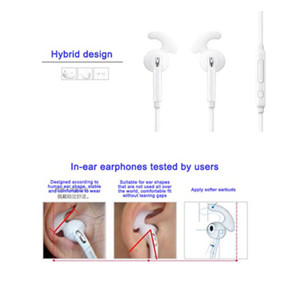 Hybrid design
In-ear earphones tested by users
Designed according to
human ear shape, stable
and comfortable to wear
Suitable for ear shapes
that are not used all over
the world, comfortable fit
without leaving gaps
Apply softer earbuds